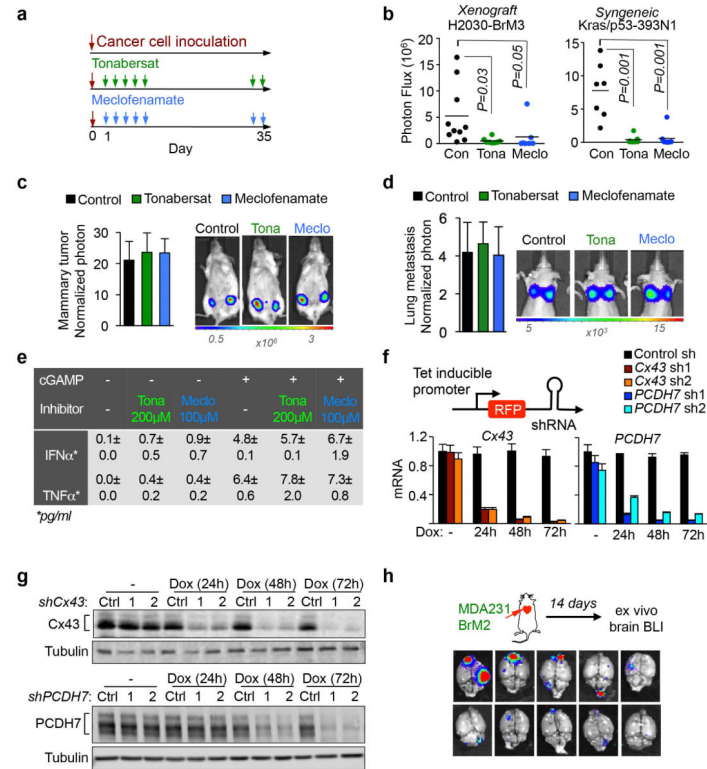 a
Cancer cell inoculation
Tonabersat
Meclofenamate
0 1 35
Day
b
Xenograft
H2030-BrM3
Syngeneic
Kras/p53-393N1
Photon Flux (10⁶)
20
15
10
5
0
P=0.03
P=0.05
Con Tona Meclo
15
10
5
0
P=0.001
P=0.001
Con Tona Meclo
c
Control Tonabersat Meclofenamate
Mammary tumor
Normalized photon
30
20
10
0
Control Tona Meclo
0.5 x10⁶ 3
d
Control Tonabersat Meclofenamate
Lung metastasis
Normalized photon
6
4
2
0
Control Tona Meclo
5 x10³ 15
e
cGAMP - - - + + +
Inhibitor - Tona 200µM Meclo 100µM - Tona 200µM Meclo 100µM
IFNα* 0.1± 0.0 0.7± 0.5 0.9± 0.7 4.8± 0.1 5.7± 0.1 6.7± 1.9
TNFα* 0.0± 0.0 0.4± 0.2 0.4± 0.2 6.4± 0.6 7.8± 2.0 7.3± 0.8
*pg/ml
f
Tet inducible
promoter
RFP
shRNA
Control sh
Cx43 sh1
Cx43 sh2
PCDH7 sh1
PCDH7 sh2
Cx43
PCDH7
mRNA
1.2
0.8
0.4
0
Dox: - 24h 48h 72h
- 24h 48h 72h
g
- Dox (24h) Dox (48h) Dox (72h)
shCx43: Ctrl 1 2 Ctrl 1 2 Ctrl 1 2 Ctrl 1 2
Cx43
Tubulin
- Dox (24h) Dox (48h) Dox (72h)
shPCDH7: Ctrl 1 2 Ctrl 1 2 Ctrl 1 2 Ctrl 1 2
PCDH7
Tubulin
h
MDA231
BrM2
14 days
ex vivo
brain BLI